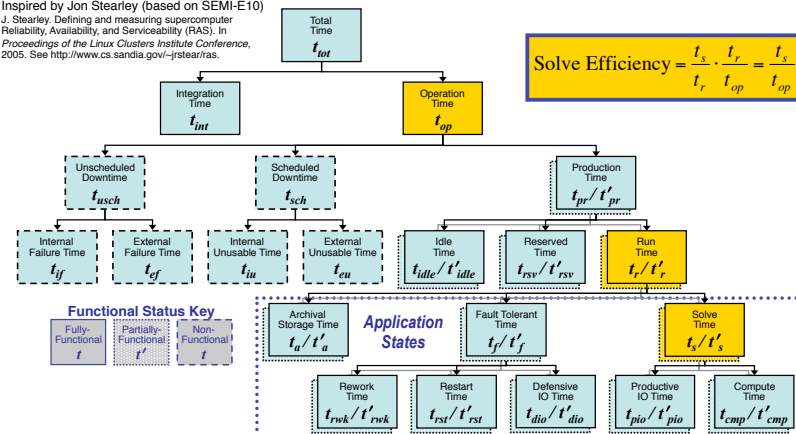 Inspired by Jon Stearley (based on SEMI-E10)
J. Stearley. Defining and measuring supercomputer
Reliability, Availability, and Serviceability (RAS). In
Proceedings of the Linux Clusters Institute Conference,
2005. See http://www.cs.sandia.gov/~jrstear/ras.
Total
Time
t_tot
Solve Efficiency = t_s/t_r · t_r/t_op = t_s/t_op
Integration
Time
t_int
Operation
Time
t_op
Unscheduled
Downtime
t_usch
Scheduled
Downtime
t_sch
Production
Time
t_pr / t'_pr
Internal
Failure Time
t_if
External
Failure Time
t_ef
Internal
Unusable Time
t_iu
External
Unusable Time
t_eu
Idle
Time
t_idle / t'_idle
Reserved
Time
t_rsv / t'_rsv
Run
Time
t_r / t'_r
Functional Status Key
Fully-
Functional
t
Partially-
Functional
t'
Non-
Functional
t
Archival
Storage Time
t_a / t'_a
Application
States
Fault Tolerant
Time
t_f / t'_f
Solve
Time
t_s / t'_s
Rework
Time
t_rwk / t'_rwk
Restart
Time
t_rst / t'_rst
Defensive
IO Time
t_dio / t'_dio
Productive
IO Time
t_pio / t'_pio
Compute
Time
t_cmp / t'_cmp